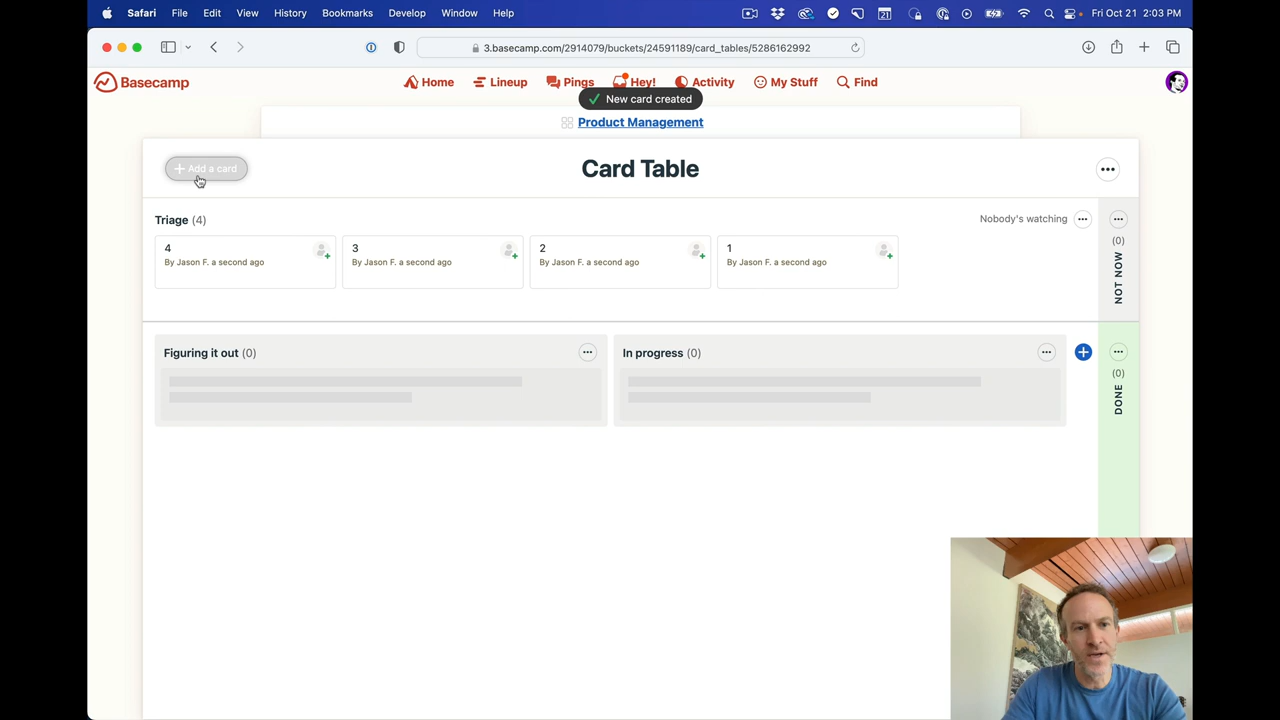 Safari File Edit View History Bookmarks Develop Window Help 21 Fri Oct 21 2:03 PM
3.basecamp.com/2914079/buckets/24591189/card_tables/5286162992
Basecamp Home Lineup Pings Hey! Activity My Stuff Find
New card created
Product Management
Add a card
Card Table
Triage (4)
Nobody's watching
4
By Jason F. a second ago
3
By Jason F. a second ago
2
By Jason F. a second ago
1
By Jason F. a second ago
(0)
NOT NOW
Figuring it out (0)
In progress (0)
(0)
DONE